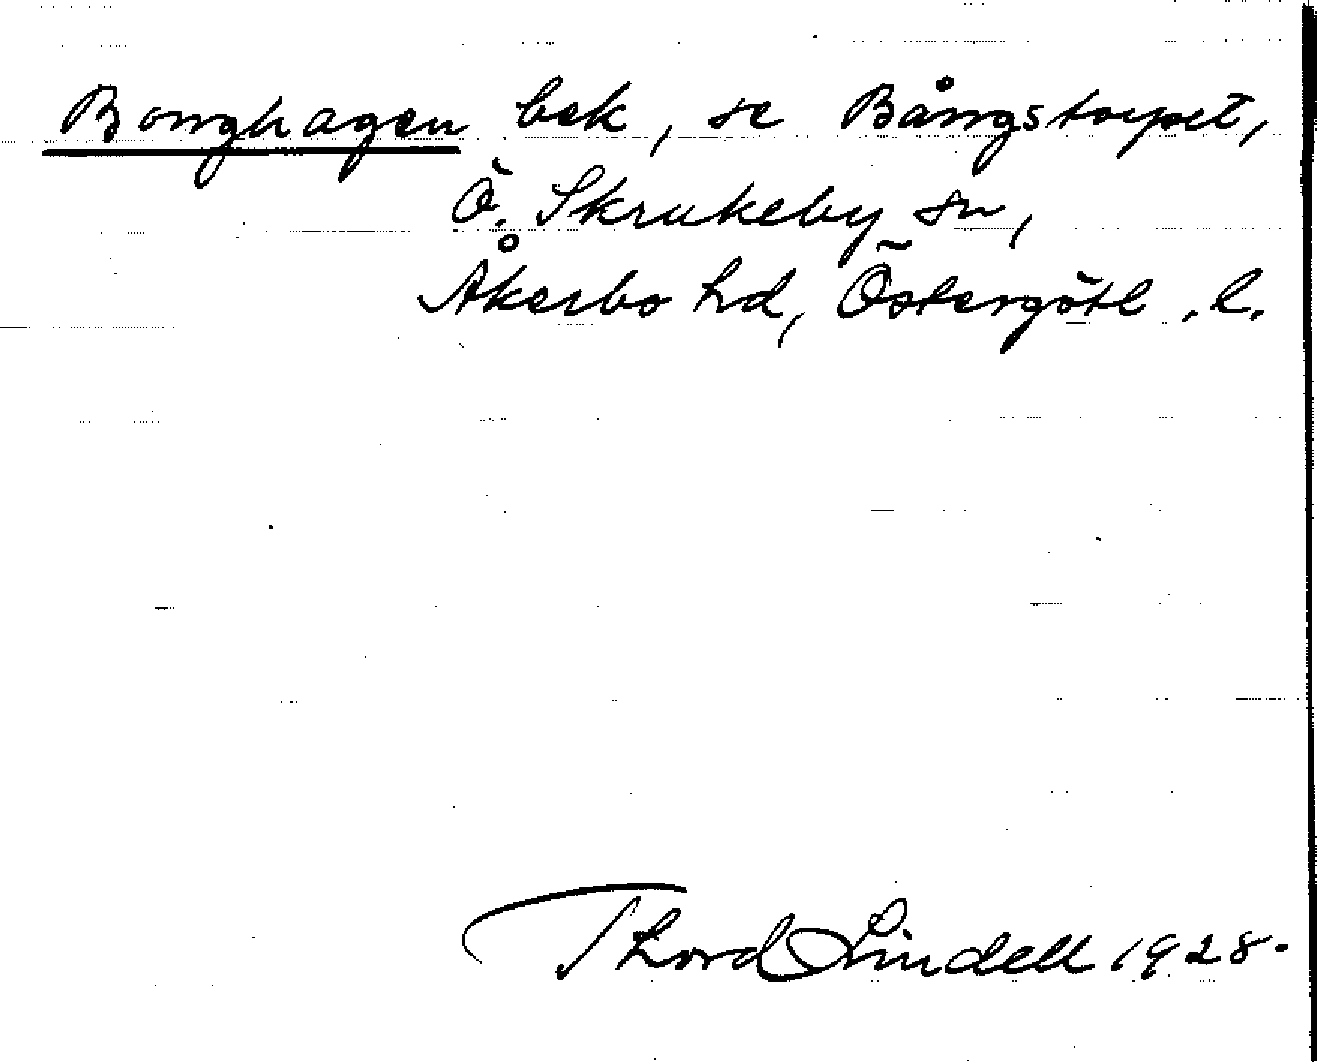 Bonghagen bek, se Bångstorpet,
Ö. Skrukeby sn,
Åkerbo hd, Östergötl. l.
Thord Lindell 1928.